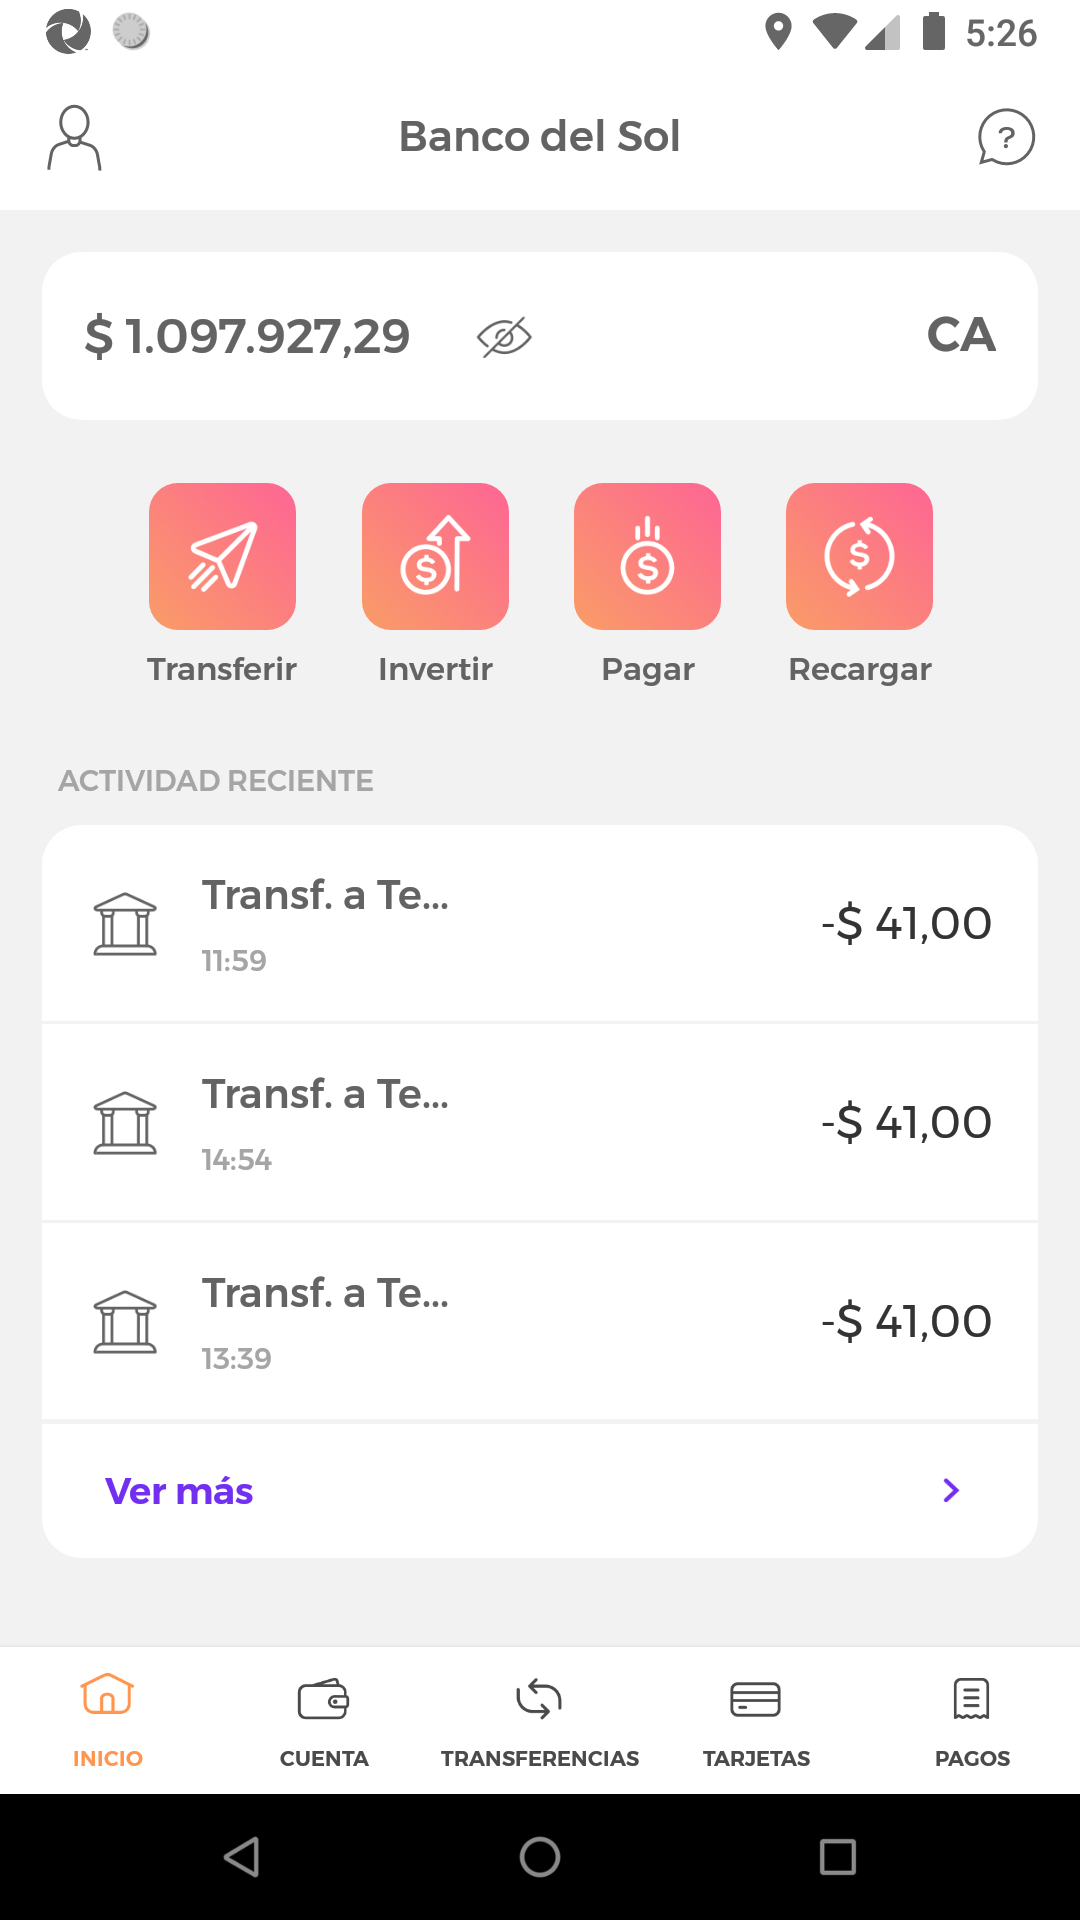 5:26
Banco del Sol
?
$ 1.097.927,29
CA
Transferir
Invertir
Pagar
Recargar
ACTIVIDAD RECIENTE
Transf. a Te...
-$ 41,00
11:59
Transf. a Te...
-$ 41,00
14:54
Transf. a Te...
-$ 41,00
13:39
Ver más
INICIO
CUENTA
TRANSFERENCIAS
TARJETAS
PAGOS